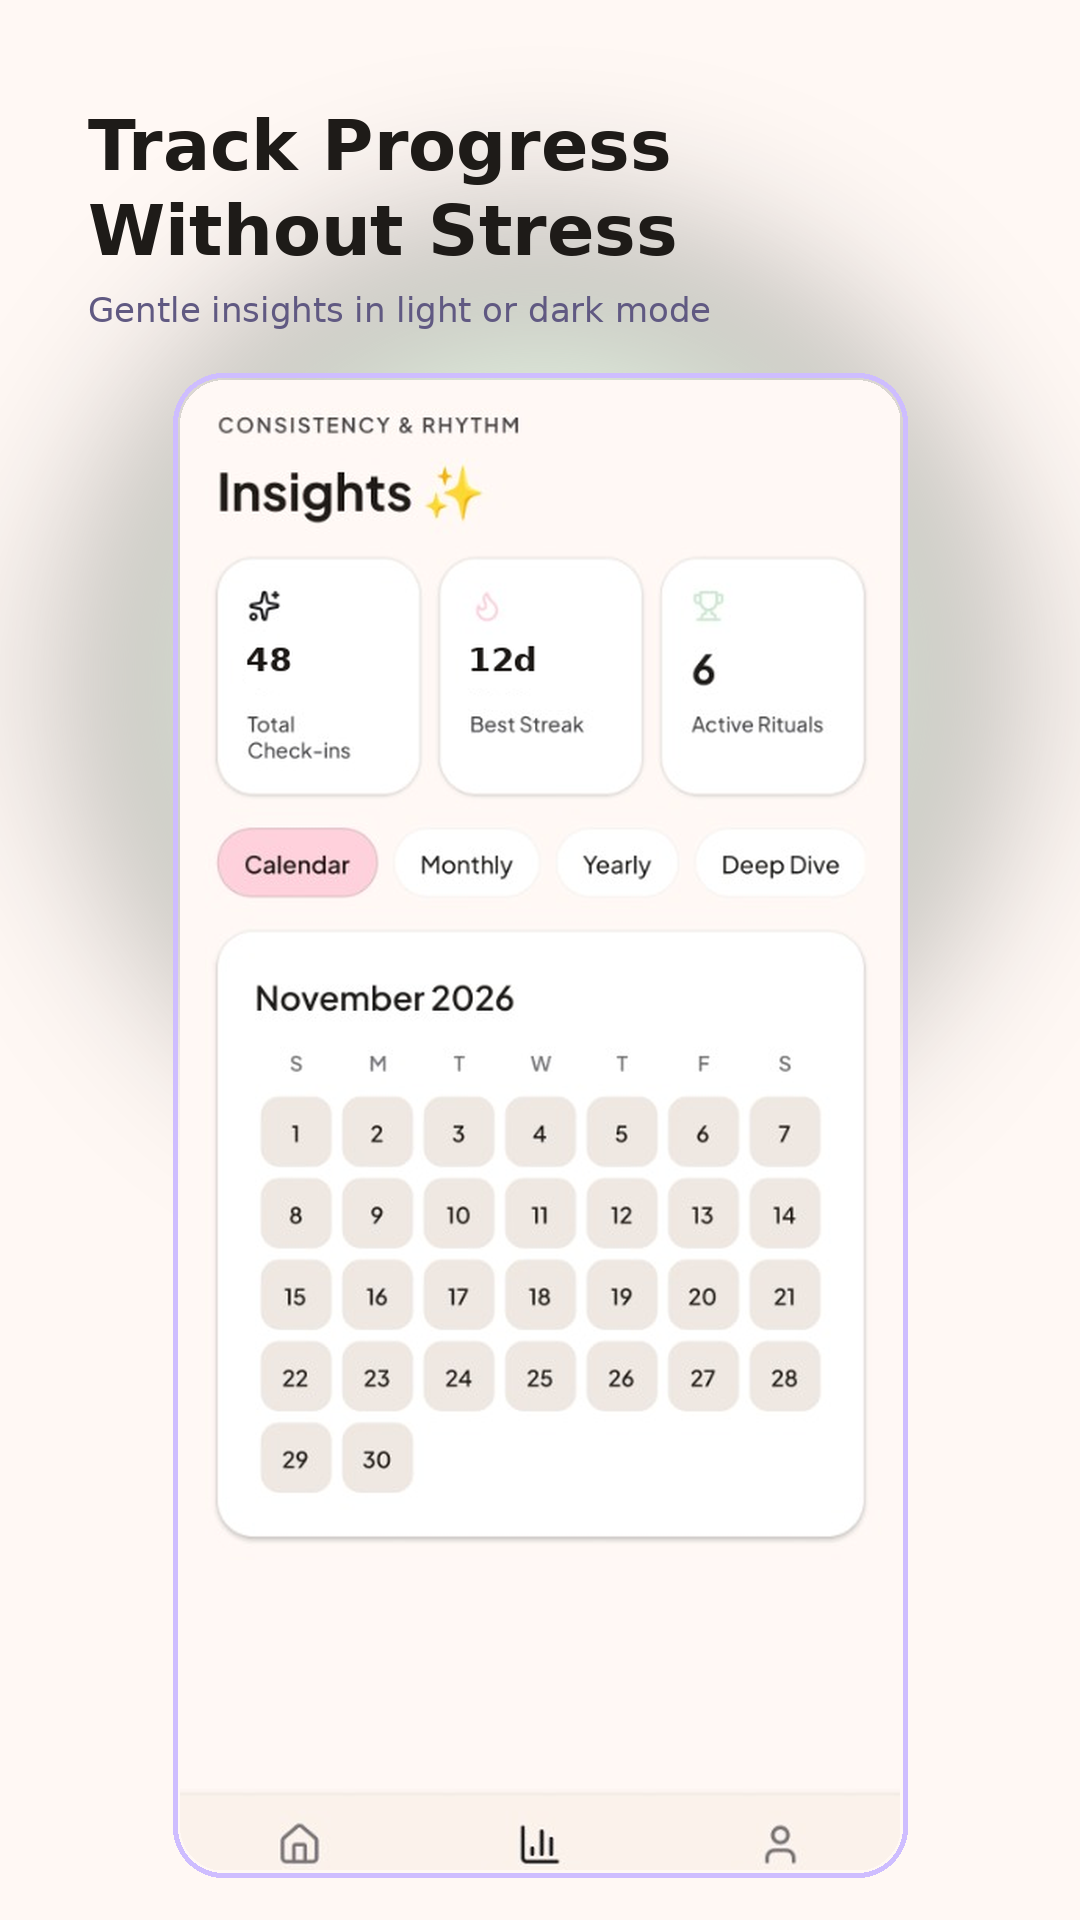 Track Progress
Without Stress
Gentle insights in light or dark mode
CONSISTENCY & RHYTHM
Insights ✨
48
Total
Check-ins
12d
Best Streak
6
Active Rituals
Calendar Monthly Yearly Deep Dive
November 2026
S M T W T F S
1 2 3 4 5 6 7
8 9 10 11 12 13 14
15 16 17 18 19 20 21
22 23 24 25 26 27 28
29 30